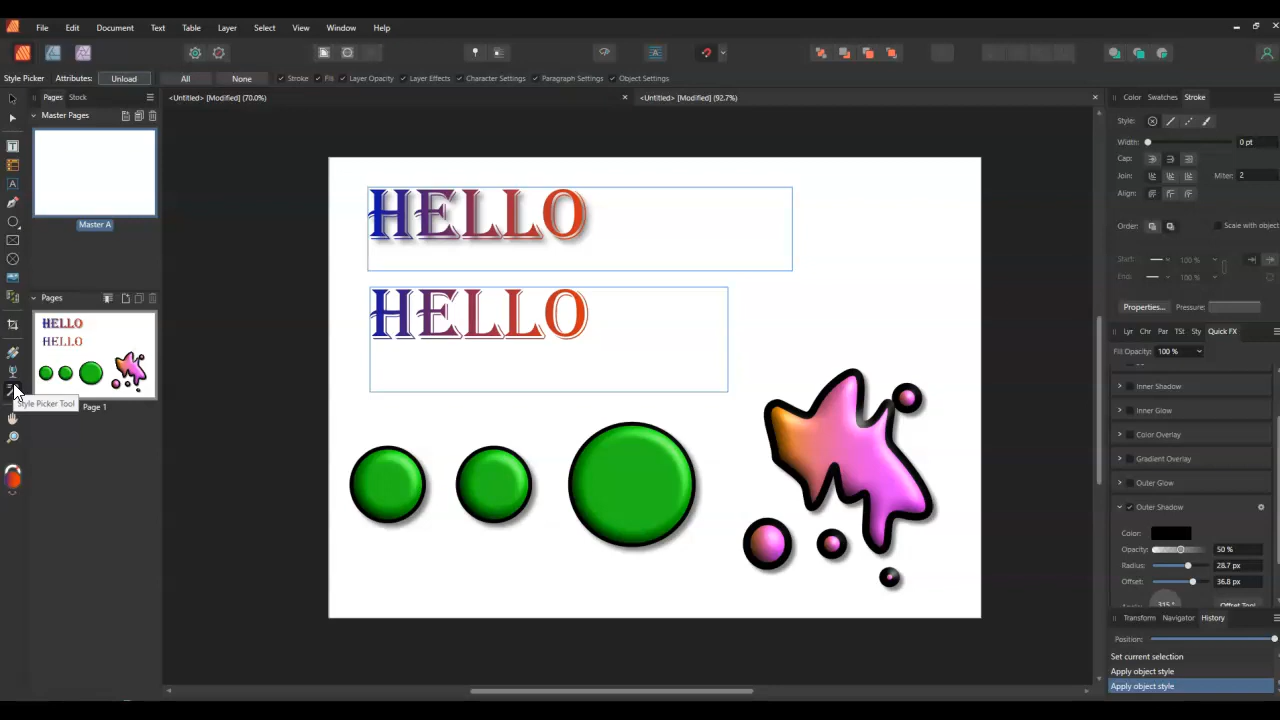 File Edit Document Text Table Layer Select View Window Help
Style Picker Attributes: Unload All None Stroke Fill Layer Opacity Layer Effects Character Settings Paragraph Settings Object Settings
Pages Stock
<Untitled> [Modified] (70.0%)
<Untitled> [Modified] (92.7%)
Color Swatches Stroke
Master Pages
Master A
Pages
HELLO
HELLO
Page 1
Style Picker Tool
HELLO
HELLO
Style:
Width: 0 pt
Cap:
Join: Miter: 2
Align:
Order: Scale with object
Start: 100 %
End: 100 %
Properties... Pressure:
Lyr Chr Par TSt Sty Quick FX
Fill Opacity: 100 %
Inner Shadow
Inner Glow
Color Overlay
Gradient Overlay
Outer Glow
Outer Shadow
Color:
Opacity: 50 %
Radius: 28.7 px
Offset: 36.8 px
315 °
Transform Navigator History
Position:
Set current selection
Apply object style
Apply object style